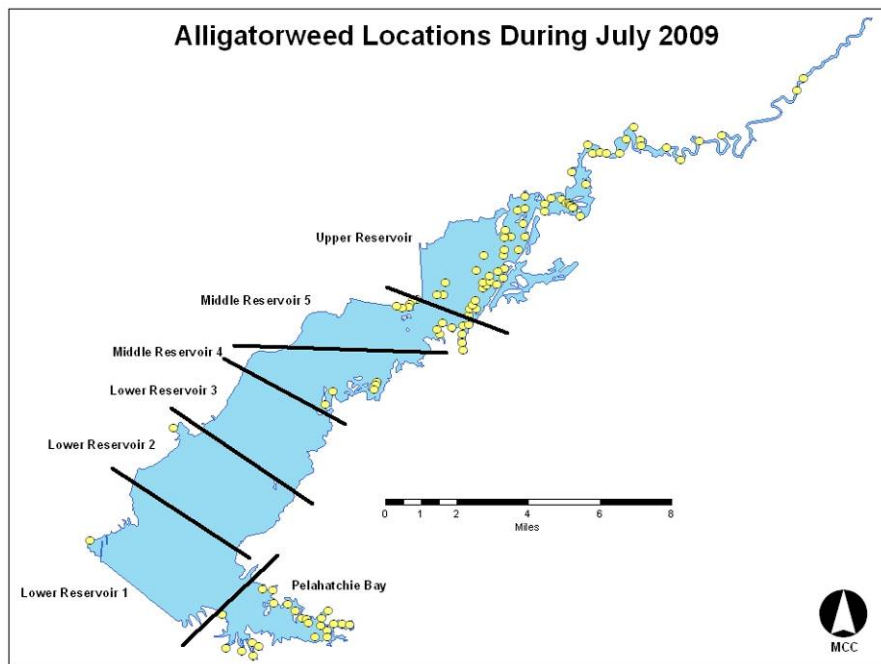 Alligatorweed Locations During July 2009
Upper Reservoir
Middle Reservoir 5
Middle Reservoir 4
Lower Reservoir 3
Lower Reservoir 2
0 1 2 4 6 8
Miles
Pelahatchie Bay
Lower Reservoir 1
MCC